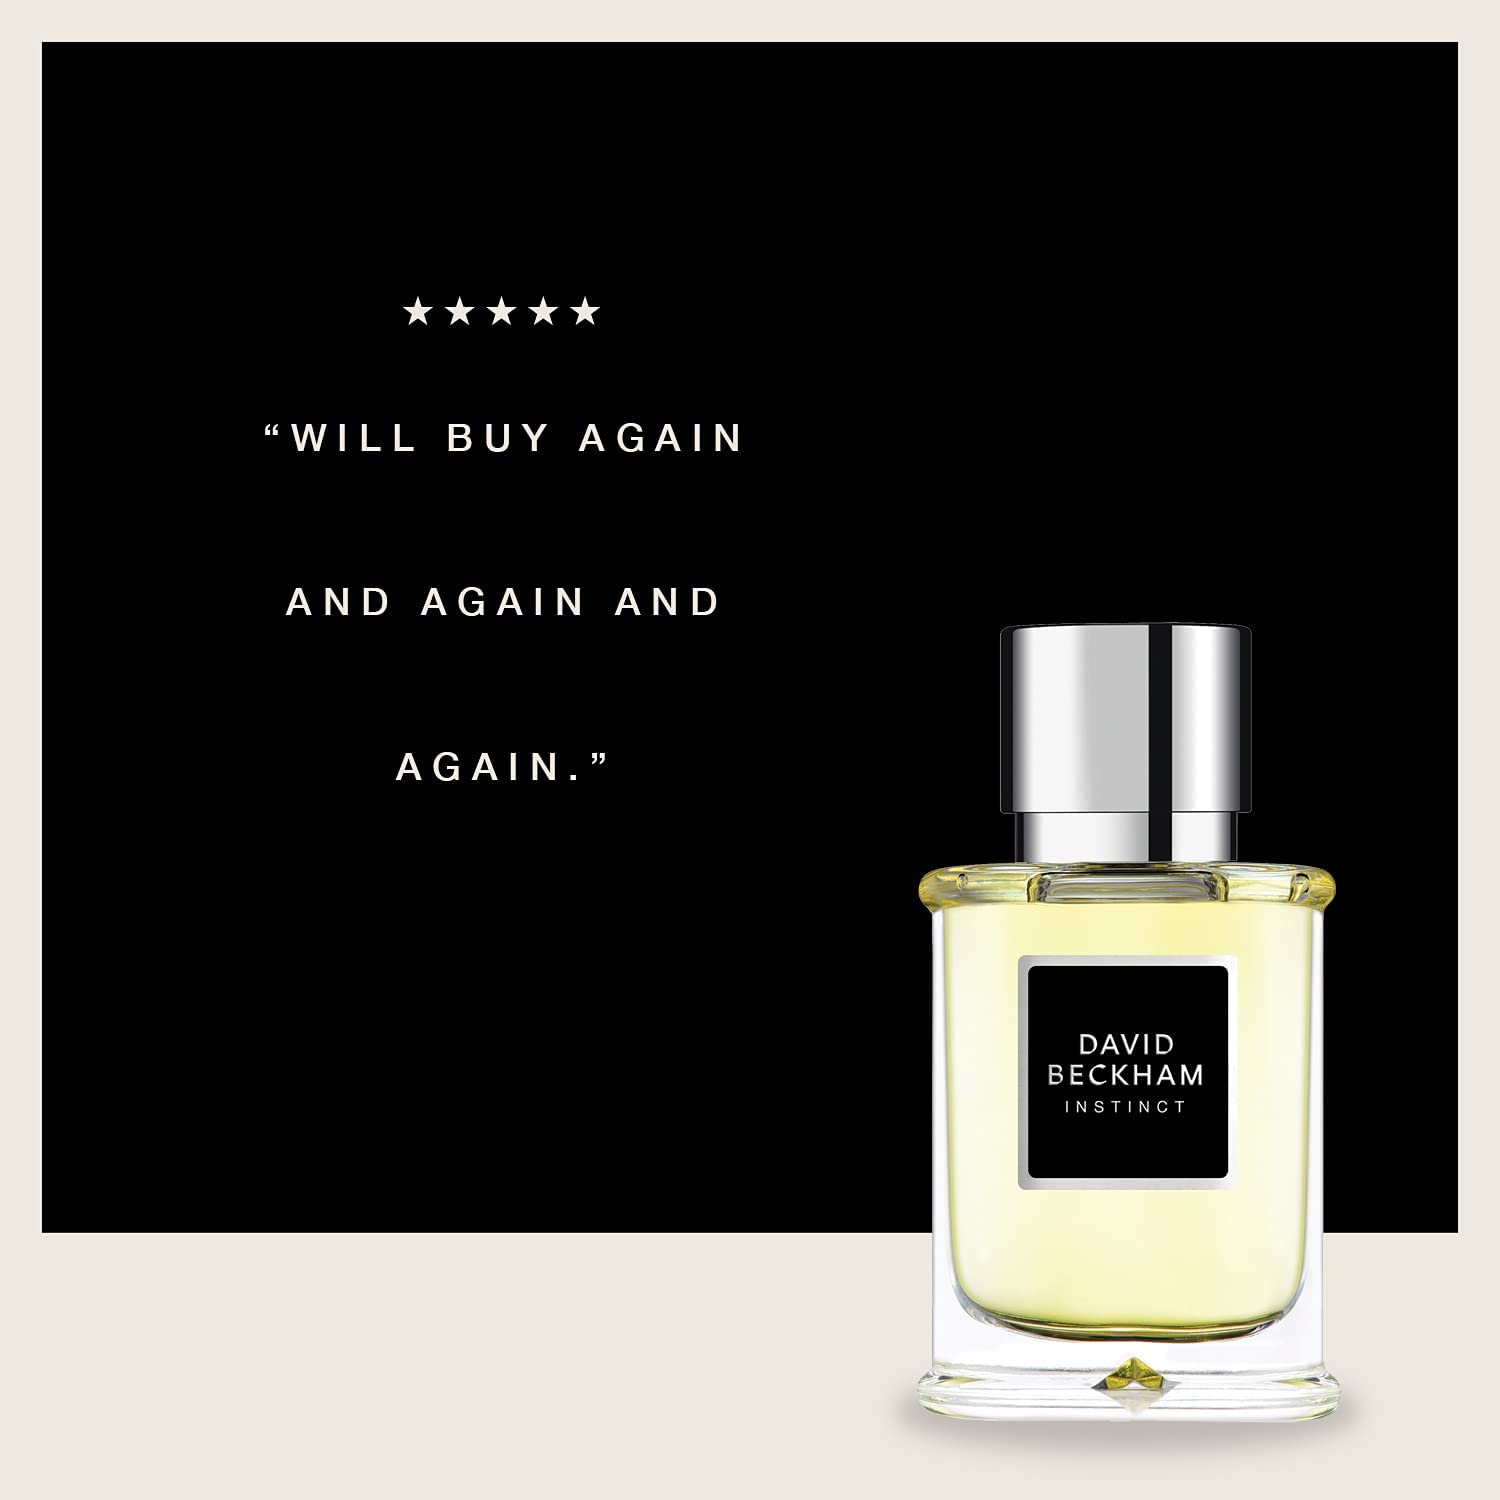 ★★★★★
“WILL BUY AGAIN
AND AGAIN AND
AGAIN.”
DAVID
BECKHAM
INSTINCT